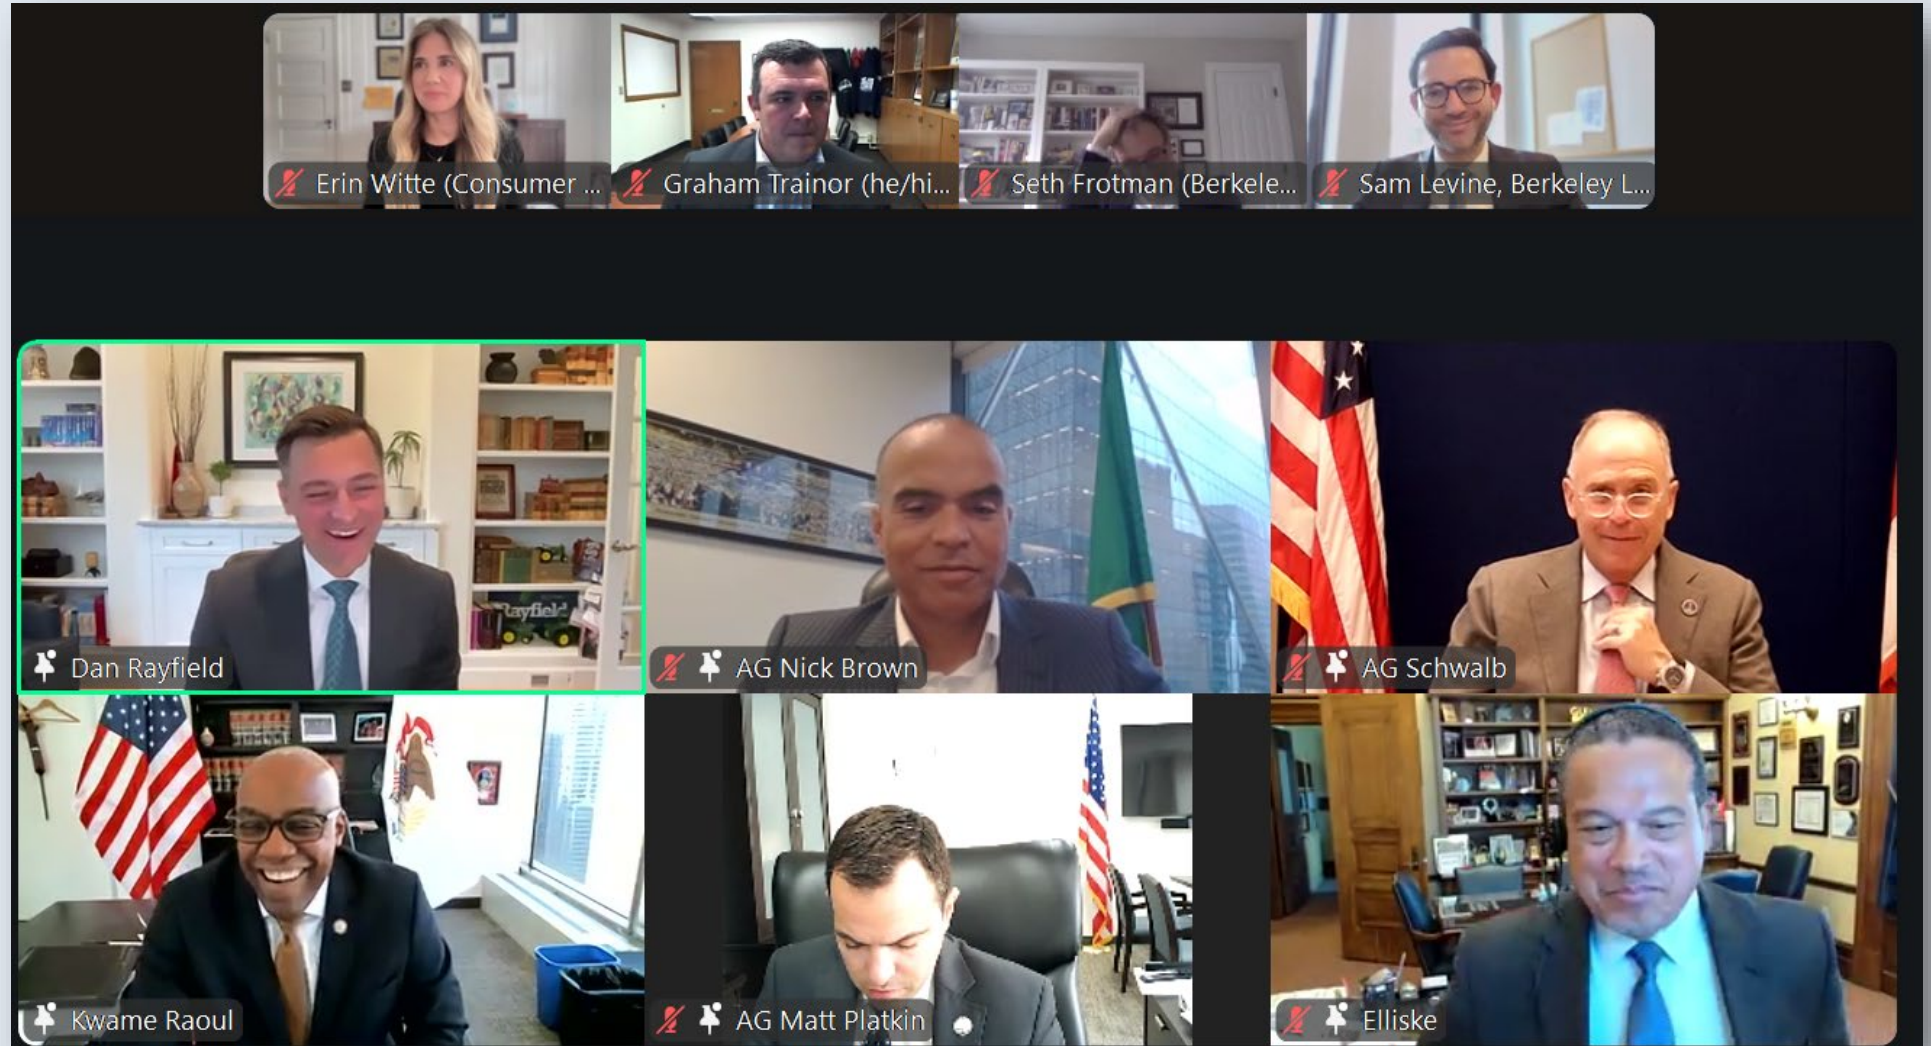 Erin Witte (Consumer ...
Graham Trainor (he/hi...
Seth Frotman (Berkele...
Sam Levine, Berkeley L...
Rayfield
Dan Rayfield
AG Nick Brown
AG Schwalb
Kwame Raoul
AG Matt Platkin
Elliske